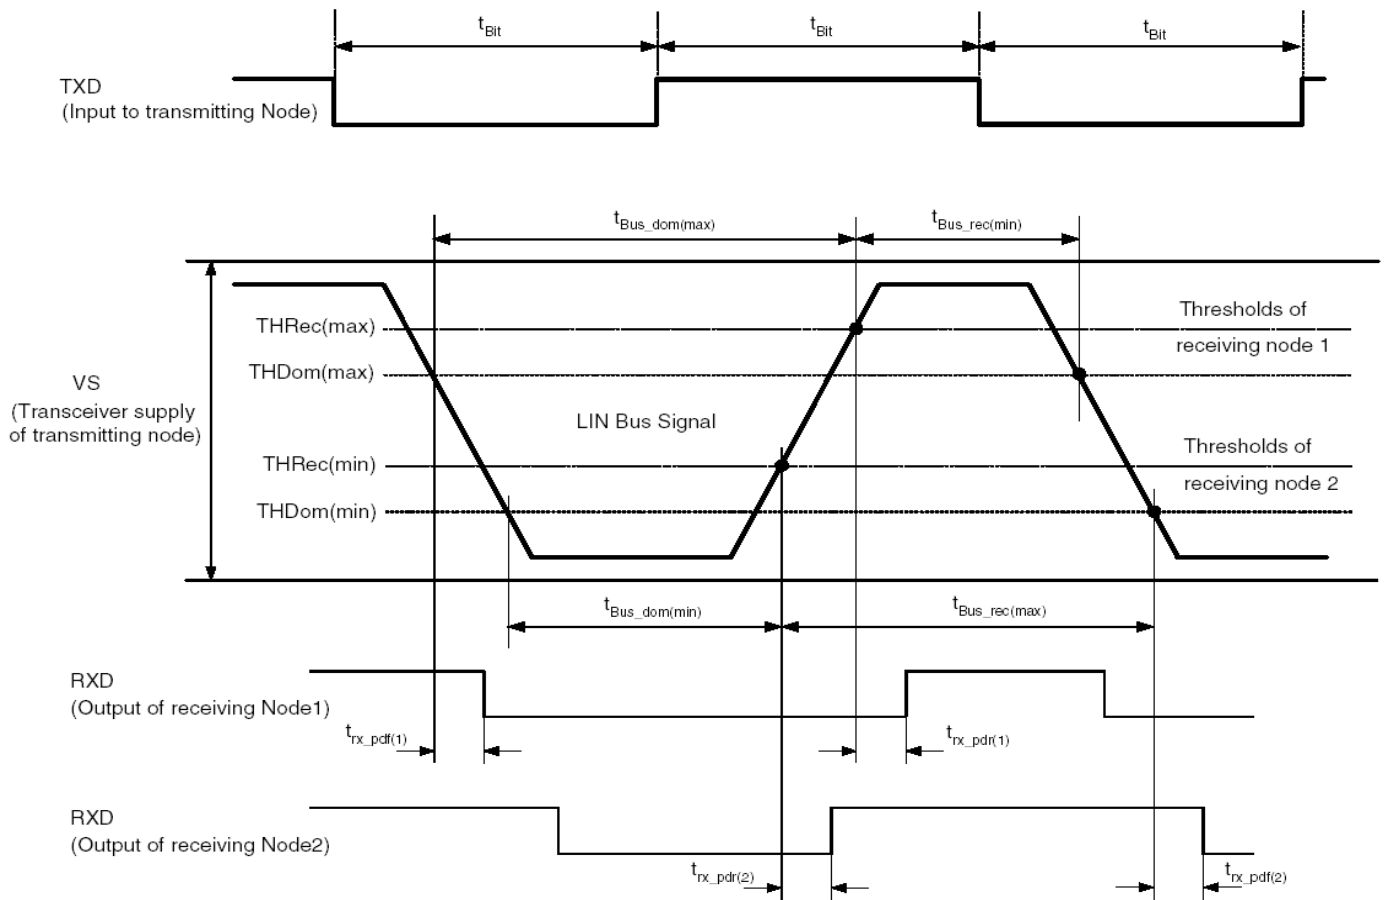 tBit
tBit
tBit
TXD
(Input to transmitting Node)
tBus_dom(max)
tBus_rec(min)
THRec(max)
Thresholds of
receiving node 1
THDom(max)
VS
(Transceiver supply
of transmitting node)
LIN Bus Signal
THRec(min)
Thresholds of
receiving node 2
THDom(min)
tBus_dom(min)
tBus_rec(max)
RXD
(Output of receiving Node1)
trx_pdf(1)
trx_pdr(1)
RXD
(Output of receiving Node2)
trx_pdr(2)
trx_pdf(2)